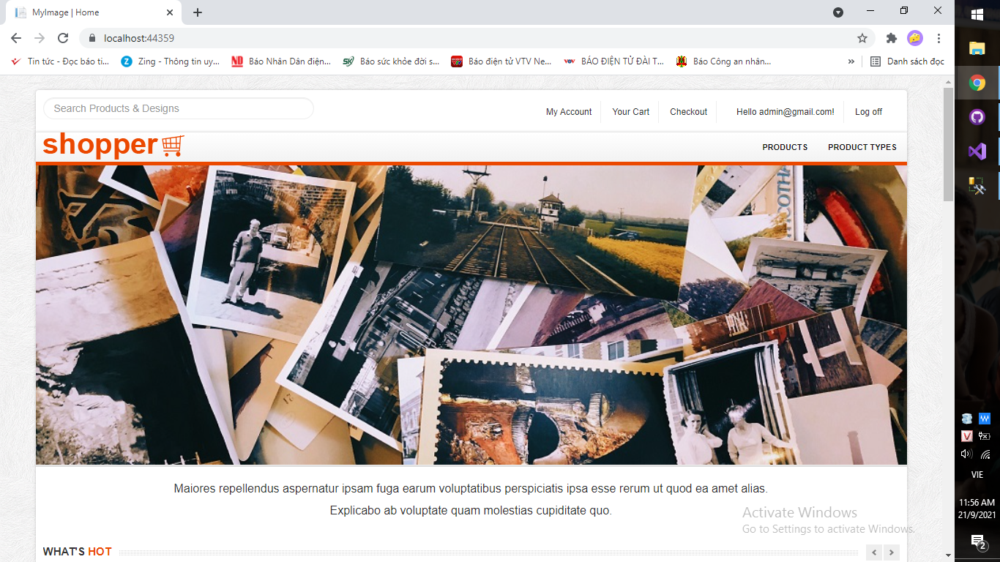 MyImage | Home
localhost:44359
Tin tức - Đọc báo ti...
Zing - Thông tin uy...
Báo Nhân Dân điện...
Báo sức khỏe đời s...
Báo điện tử VTV Ne...
BÁO ĐIỆN TỬ ĐÀI T...
Báo Công an nhân...
»
Danh sách đọc
Search Products & Designs
My Account
Your Cart
Checkout
Hello admin@gmail.com!
Log off
shopper
PRODUCTS
PRODUCT TYPES
Maiores repellendus aspernatur ipsam fuga earum voluptatibus perspiciatis ipsa esse rerum ut quod ea amet alias.
Explicabo ab voluptate quam molestias cupiditate quo.
Activate Windows
Go to Settings to activate Windows.
WHAT'S HOT
VIE
11:56 AM
21/9/2021
2